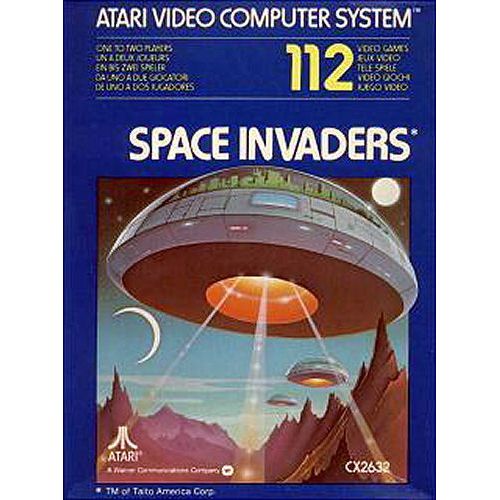 ATARI VIDEO COMPUTER SYSTEM™
ONE TO TWO PLAYERS
UN A DEUX JOUEURS
EIN BIS ZWEI SPIELER
DA UNO A DUE GIOCATORI
DE UNO A DOS JUGADORES
112
VIDEO GAMES
JEUX VIDEO
TELE SPIELE
VIDEO GIOCHI
JUEGO VIDEO
SPACE INVADERS*
ATARI®
A Warner Communications Company
CX2632
* TM of Taito America Corp.